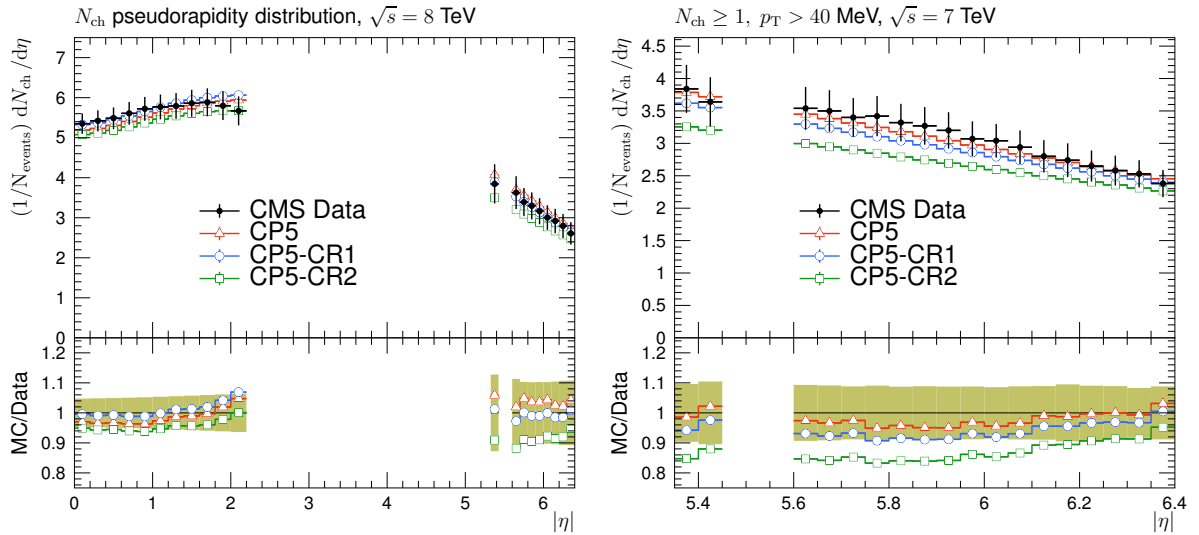 N_ch pseudorapidity distribution, √s = 8 TeV
(1/N_events) dN_ch/dη
7
6
5
4
3
2
1
0
CMS Data
CP5
CP5-CR1
CP5-CR2
MC/Data
1.2
1.1
1
0.9
0.8
0 1 2 3 4 5 6
|η|
N_ch ≥ 1, p_T > 40 MeV, √s = 7 TeV
(1/N_events) dN_ch/dη
4.5
4
3.5
3
2.5
2
1.5
1
0.5
0
CMS Data
CP5
CP5-CR1
CP5-CR2
MC/Data
1.2
1.1
1
0.9
0.8
5.4 5.6 5.8 6 6.2 6.4
|η|